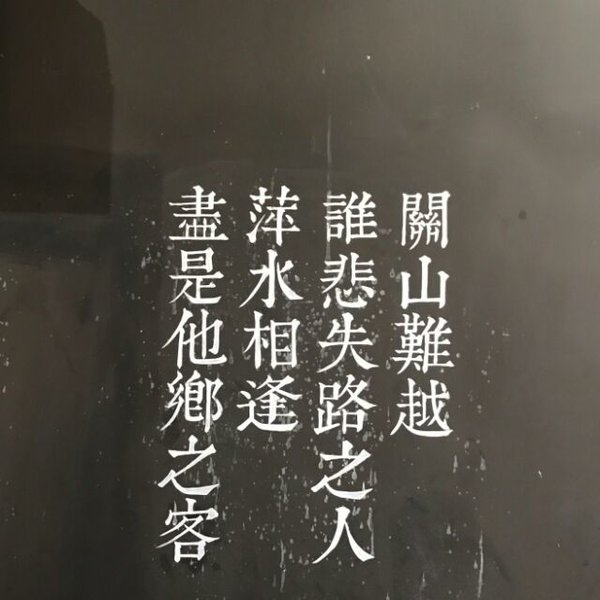 關山難越
誰悲失路之人
萍水相逢
盡是他鄉之客